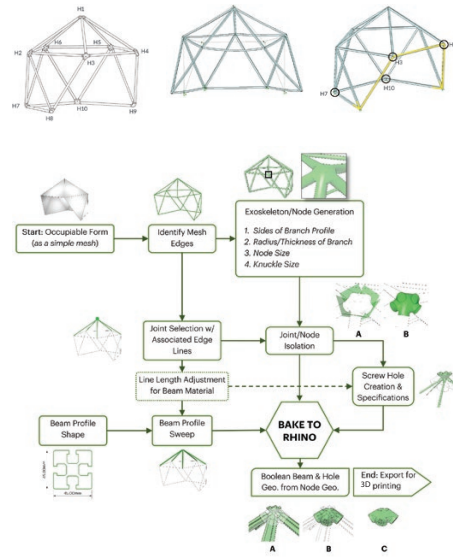 H1
H6 H5
H2 H3 H4
H7 H10 H9
H8
H3
H7 H10
Start: Occupiable Form
(as a simple mesh)
Identify Mesh
Edges
Exoskeleton/Node Generation
1. Sides of Branch Profile
2. Radius/Thickness of Branch
3. Node Size
4. Knuckle Size
A B
Joint Selection w/
Associated Edge
Lines
Joint/Node
Isolation
Line Length Adjustment
for Beam Material
Screw Hole
Creation &
Specifications
Beam Profile
Shape
Beam Profile
Sweep
BAKE TO
RHINO
Boolean Beam & Hole
Geo. from Node Geo.
End: Export for
3D printing
A B C